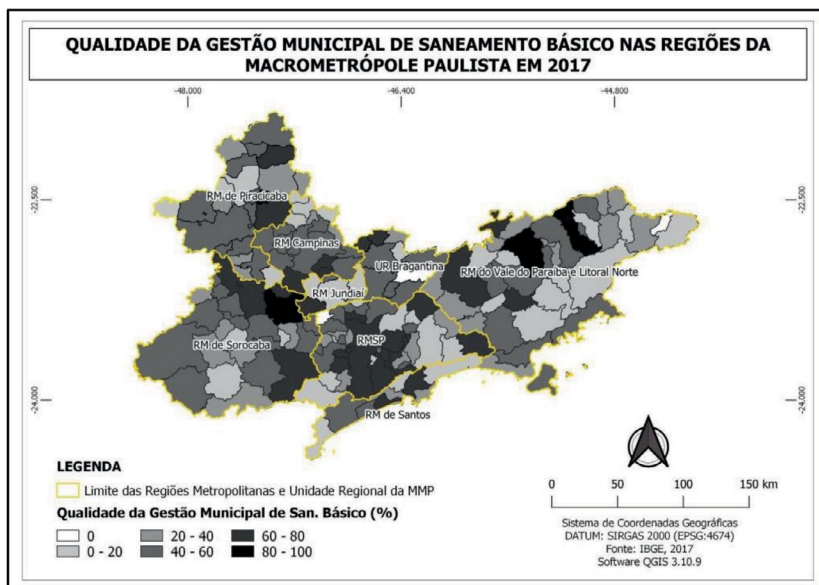 QUALIDADE DA GESTÃO MUNICIPAL DE SANEAMENTO BÁSICO NAS REGIÕES DA
MACROMETRÓPOLE PAULISTA EM 2017
-48.000
-46.400
-44.800
-22.500
-22.500
RM de Piracicaba
RM Campinas
UR Bragantina
RM do Vale do Paraíba e Litoral Norte
RM Jundiaí
RM de Sorocaba
RMSP
RM de Santos
-24.000
-24.000
LEGENDA
Limite das Regiões Metropolitanas e Unidade Regional da MMP
Qualidade da Gestão Municipal de San. Básico (%)
0
20 - 40
60 - 80
0 - 20
40 - 60
80 - 100
0 50 100 150 km
Sistema de Coordenadas Geográficas
DATUM: SIRGAS 2000 (EPSG:4674)
Fonte: IBGE, 2017
Software QGIS 3.10.9